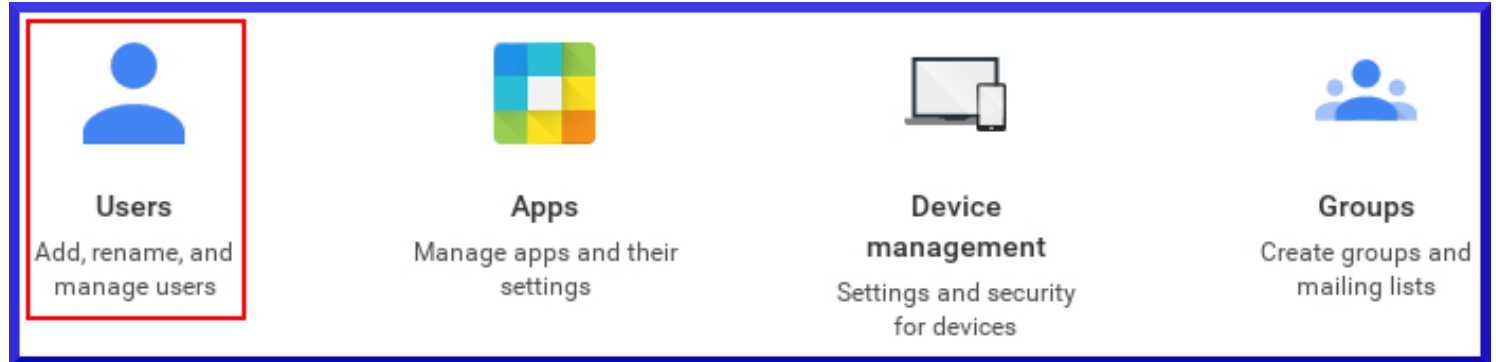 Users
Add, rename, and
manage users
Apps
Manage apps and their
settings
Device
management
Settings and security
for devices
Groups
Create groups and
mailing lists